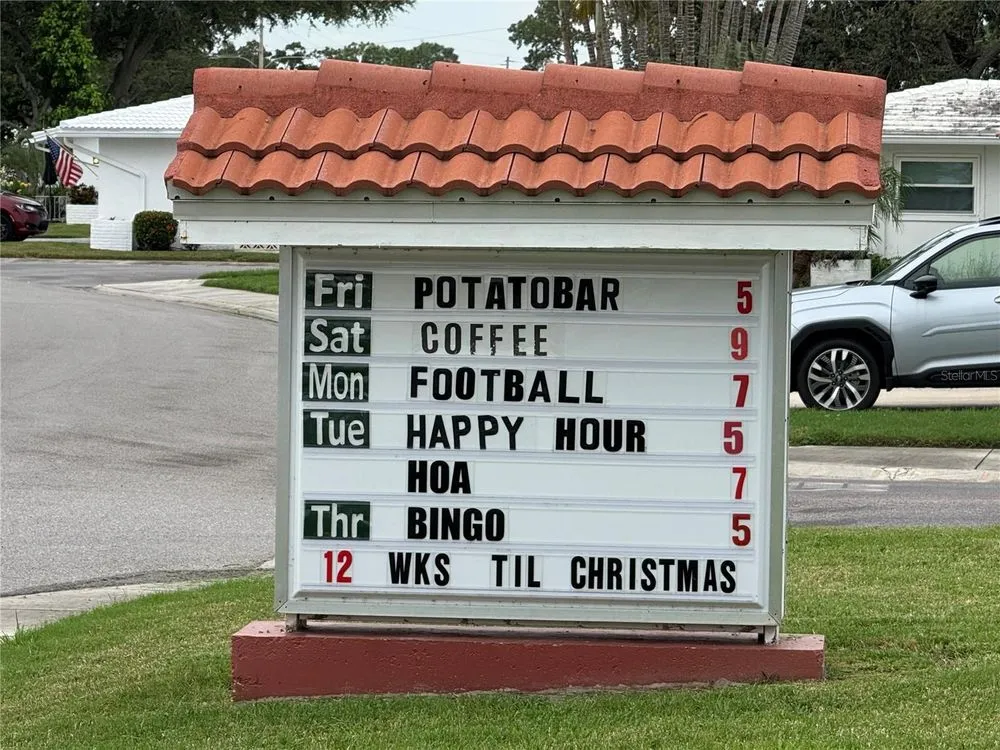 Fri POTATOBAR 5
Sat COFFEE 9
Mon FOOTBALL 7
Tue HAPPY HOUR 5
HOA 7
Thr BINGO 5
12 WKS TIL CHRISTMAS
StellarMLS